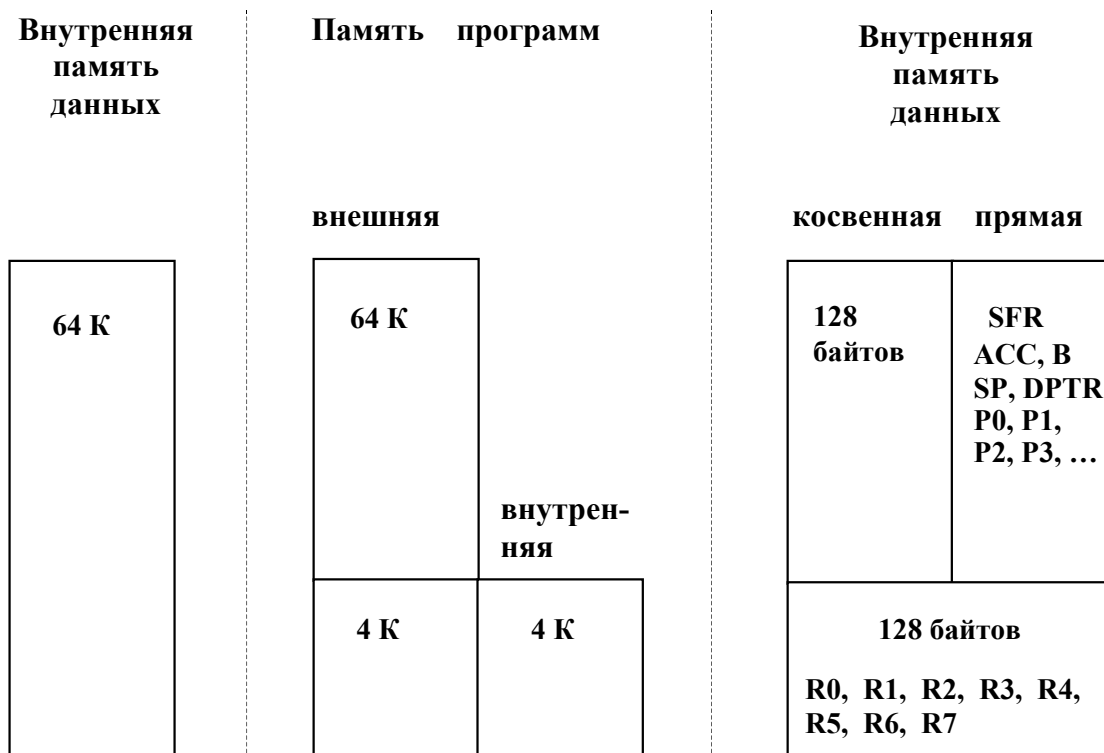 Внутренняя
память
данных
64 К
Память программ
внешняя
64 К
внутрен-
няя
4 К
4 К
Внутренняя
память
данных
косвенная прямая
128
байтов
SFR
ACC, B
SP, DPTR
P0, P1,
P2, P3, …
128 байтов
R0, R1, R2, R3, R4,
R5, R6, R7